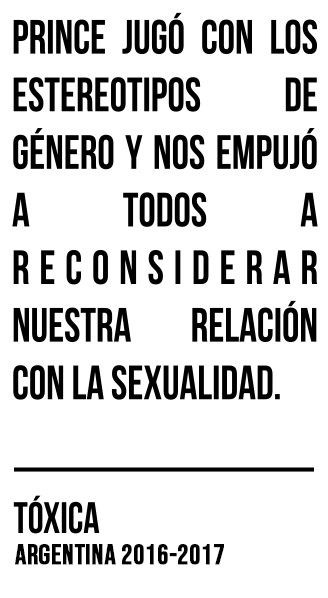 PRINCE JUGÓ CON LOS
ESTEREOTIPOS DE
GÉNERO Y NOS EMPUJÓ
A TODOS A
RECONSIDERAR
NUESTRA RELACIÓN
CON LA SEXUALIDAD.
TÓXICA
ARGENTINA 2016-2017